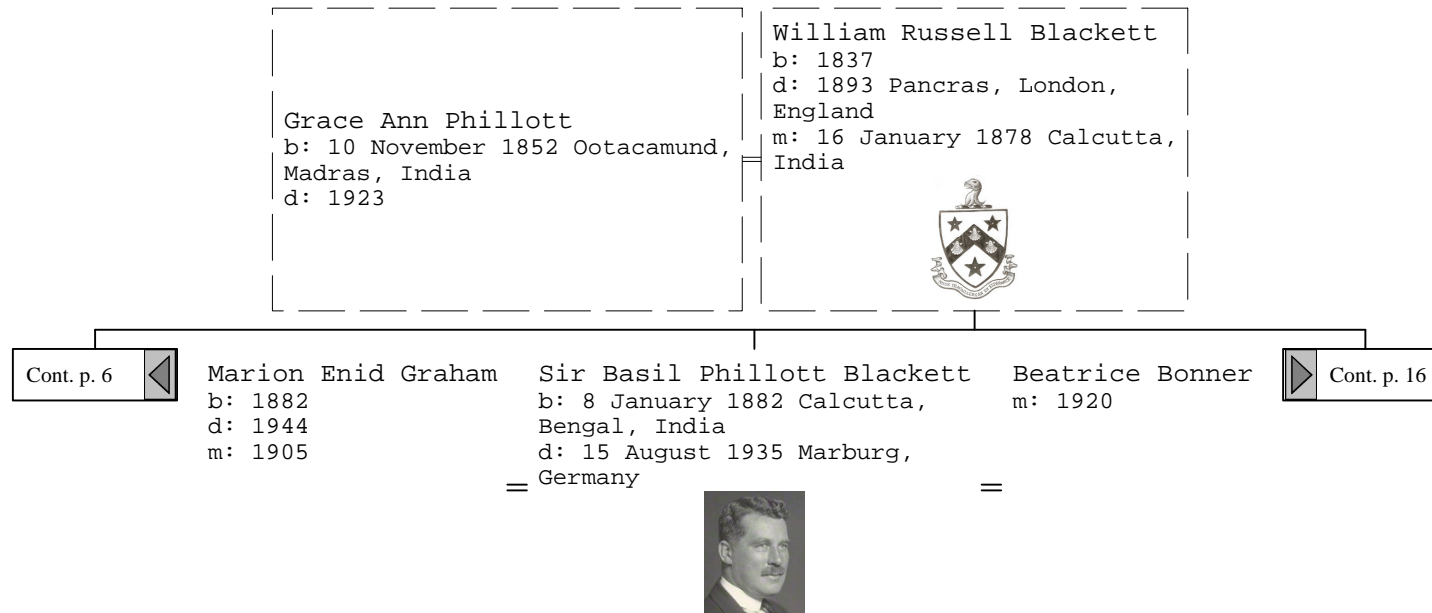 Grace Ann Phillott
b: 10 November 1852 Ootacamund,
Madras, India
d: 1923
William Russell Blackett
b: 1837
d: 1893 Pancras, London,
England
m: 16 January 1878 Calcutta,
India
Cont. p. 6
Marion Enid Graham
b: 1882
d: 1944
m: 1905
Sir Basil Phillott Blackett
b: 8 January 1882 Calcutta,
Bengal, India
d: 15 August 1935 Marburg,
Germany
Beatrice Bonner
m: 1920
Cont. p. 16